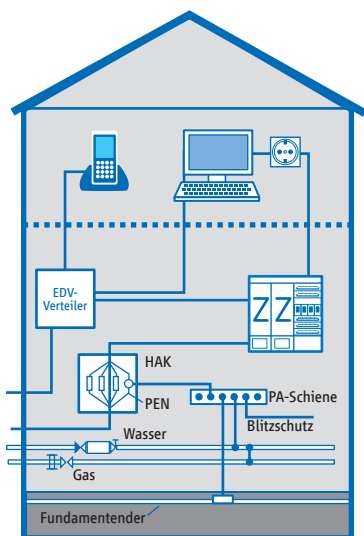 EDV-
Verteiler
Z Z
HAK
PEN
PA-Schiene
Blitzschutz
Wasser
Gas
Fundamentender